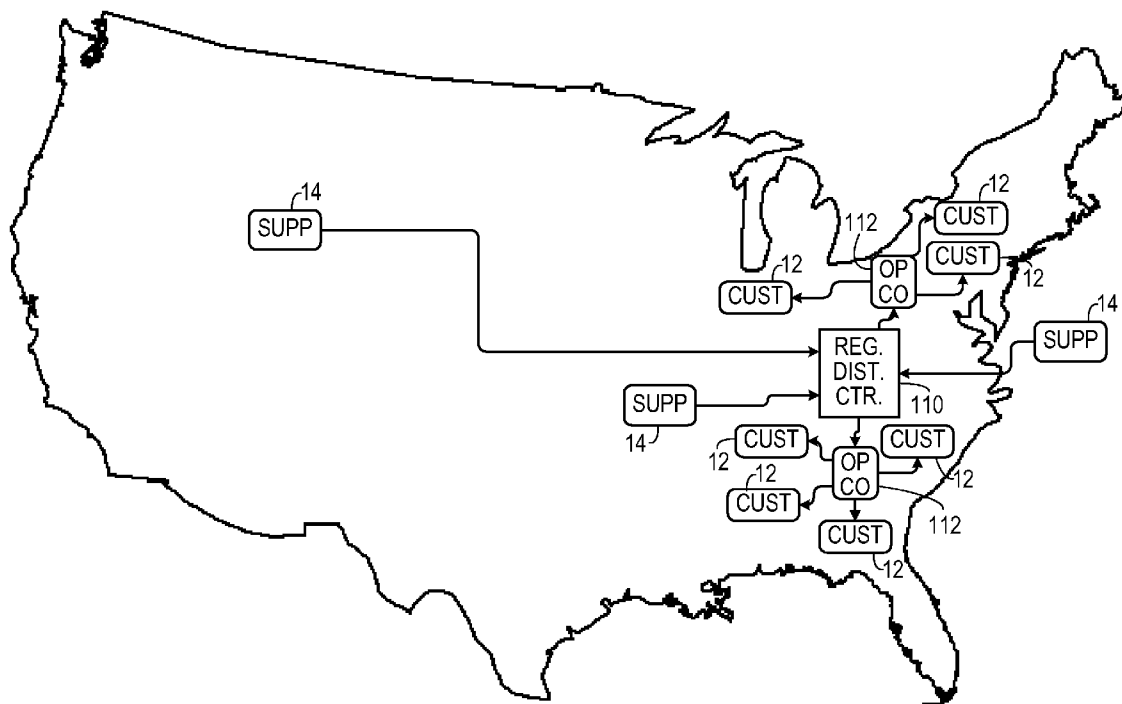 14
SUPP
12
CUST
112
CUST
12
OP
CO
12
CUST
14
SUPP
REG.
DIST.
CTR.
110
SUPP
14
CUST
12
CUST
12
OP
CO
12
CUST
112
CUST
12